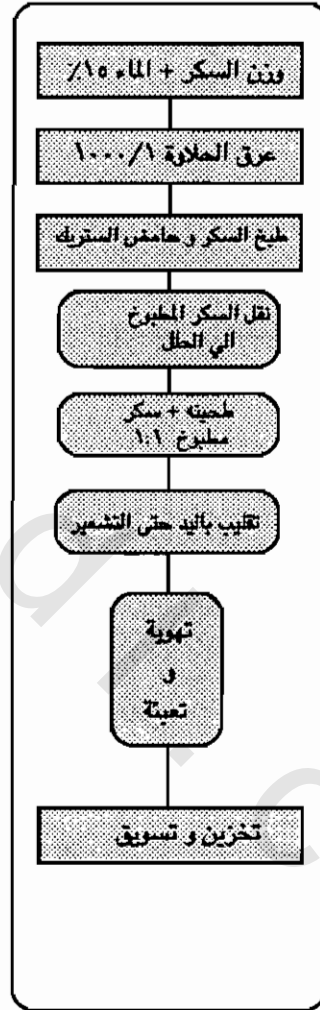 وزن السكر + الماء ١٥٪
عرق الحلاوة ١٠٠٠/١
طبخ السكر و حامض الستريك
نقل السكر المطبوخ
الي الحلل
طحينه + سكر
مطبوخ ١:١
تقليب باليد حتى التشعير
تهوية
و
تعبئة
تخزين و تسويق